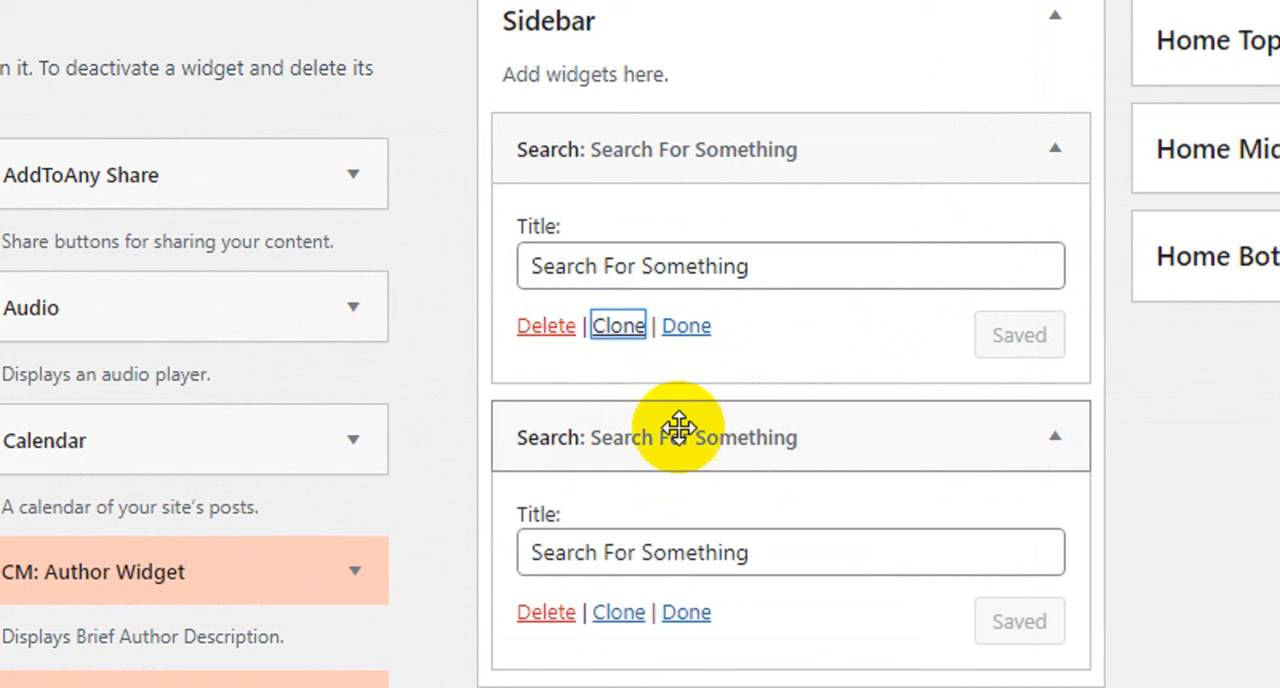 n it. To deactivate a widget and delete its
AddToAny Share
Share buttons for sharing your content.
Audio
Displays an audio player.
Calendar
A calendar of your site's posts.
CM: Author Widget
Displays Brief Author Description.
Sidebar
Add widgets here.
Search: Search For Something
Title:
Search For Something
Delete | Clone | Done
Saved
Search: Search For Something
Title:
Search For Something
Delete | Clone | Done
Saved
Home Top
Home Mid
Home Bot